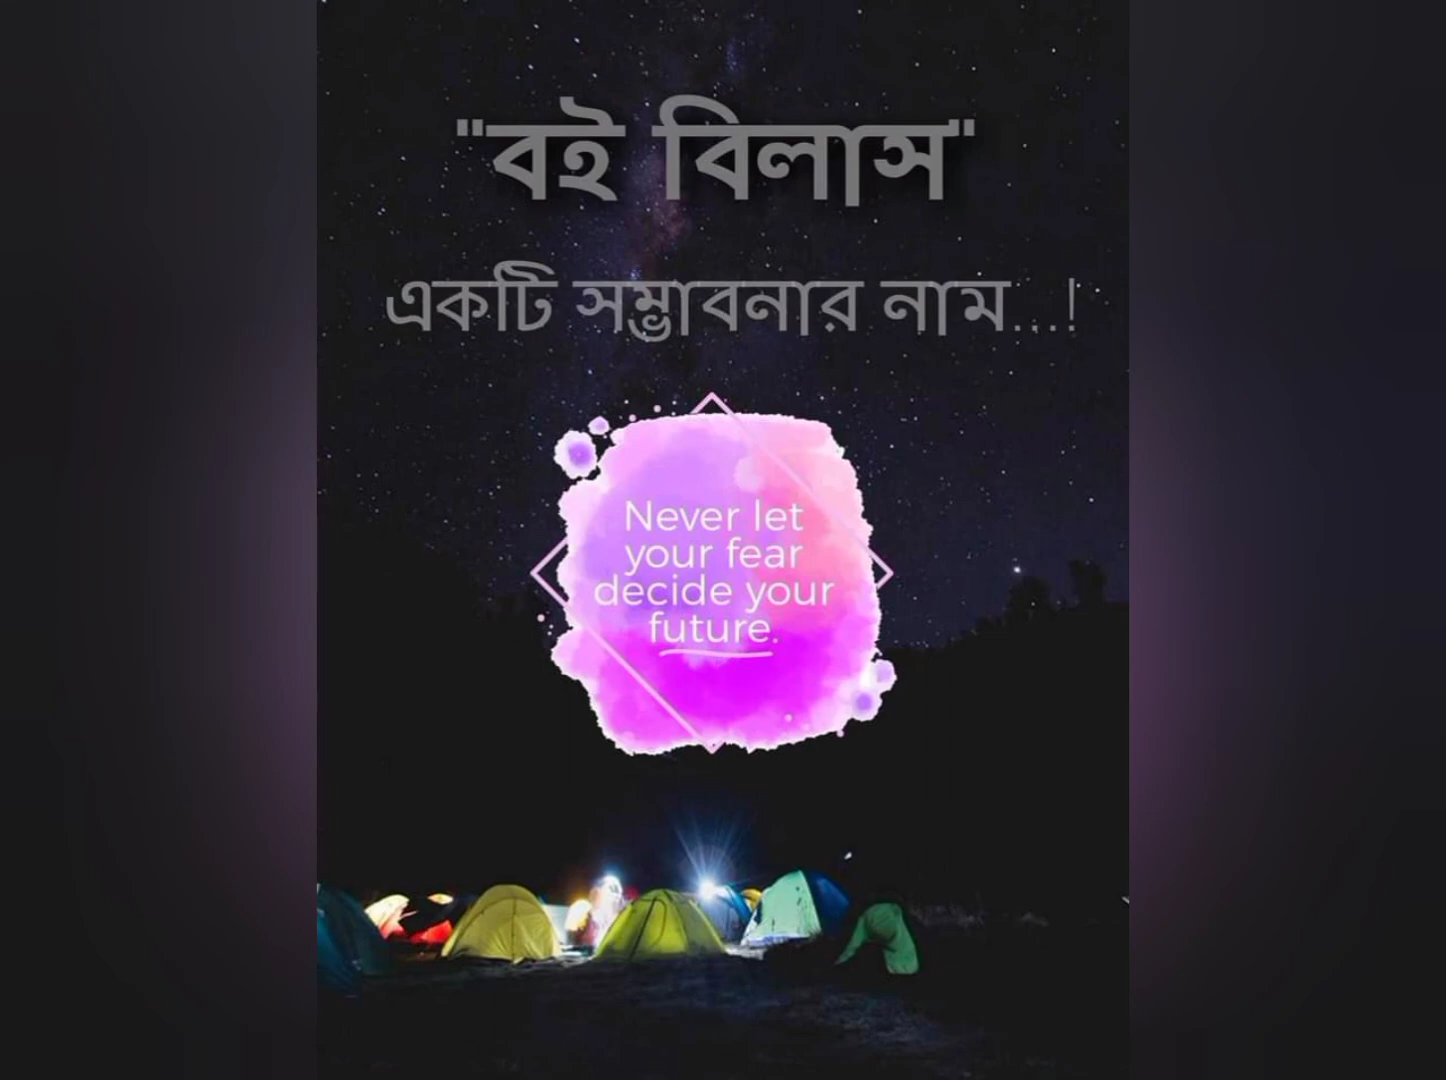 "বই বিলাস"
একটি সম্ভাবনার নাম...!
Never let
your fear
decide your
future.